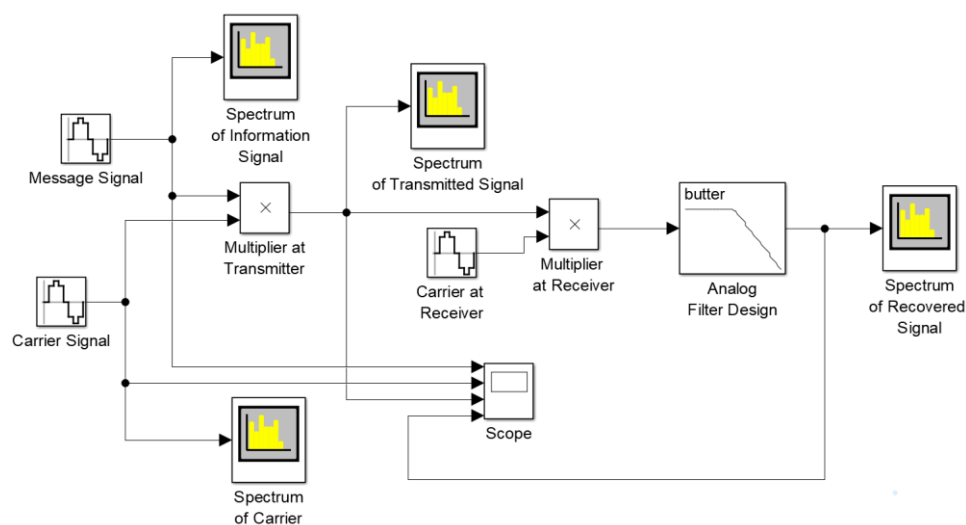 Spectrum
of Information
Signal
Message Signal
Spectrum
of Transmitted Signal
×
Multiplier at
Transmitter
butter
×
Carrier at
Receiver
Multiplier
at Receiver
Analog
Filter Design
Spectrum
of Recovered
Signal
Carrier Signal
Scope
Spectrum
of Carrier